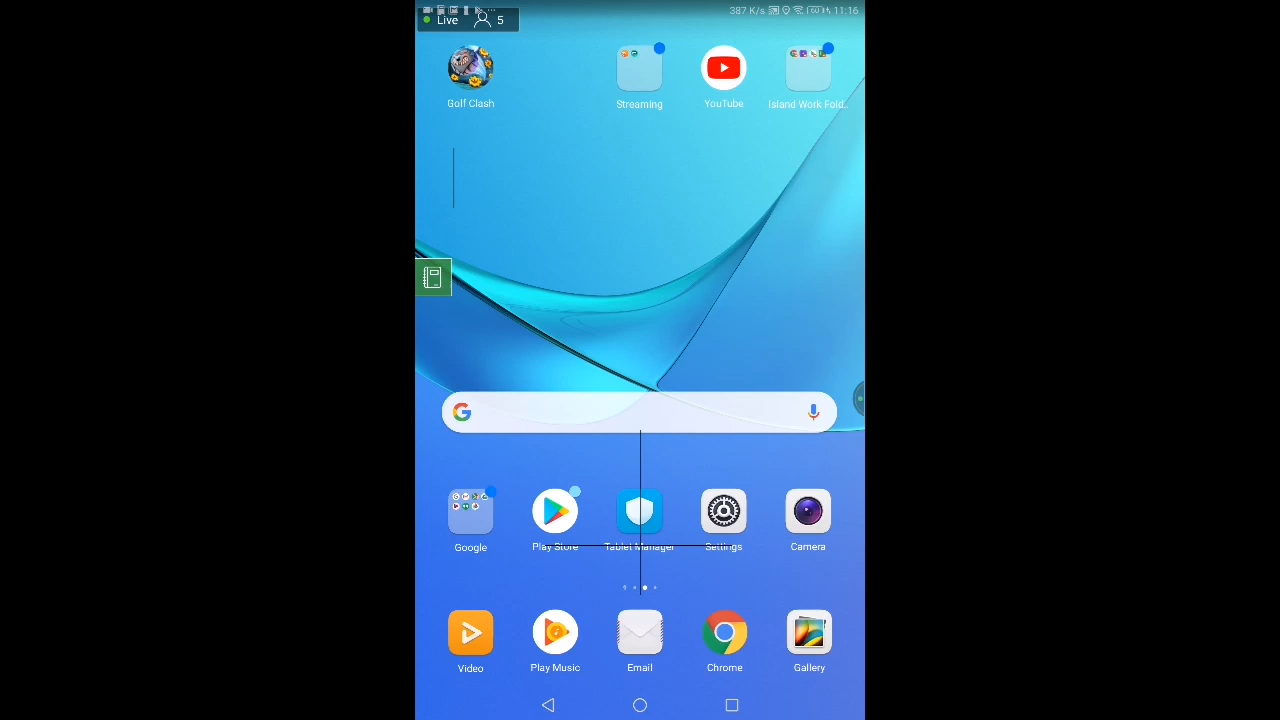 387 K/s 11:16
Live 5
Golf Clash
Streaming
YouTube
Island Work Fold..
Google
Play Store
Tablet Manager
Settings
Camera
Video
Play Music
Email
Chrome
Gallery